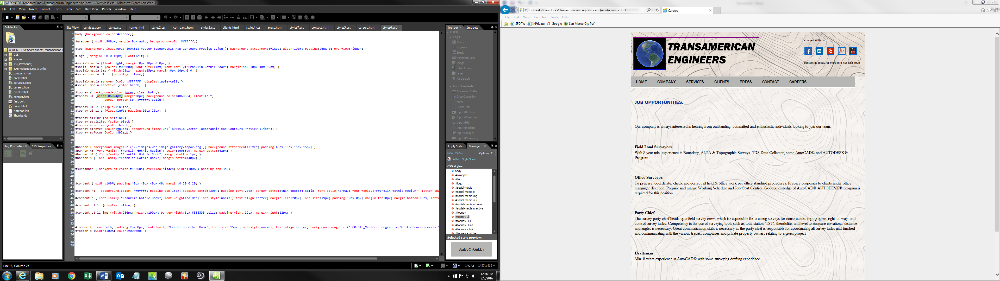 \\FRONTDESK\SharedDocs\Transamerican Engineers site (new)\CSS\styles6.css - Microsoft Expression Web 4
File Edit View Insert Format Tools Table Site Data View Panels Window Help
Folder List
\\FRONTDESK\SharedDocs\Transamerican E
CSS
images
JS (JavaScript)
TAE Website Docs & Links
company.html
press.html
services.aspx
careers.html
clients.html
contact.html
first.dwt
home.html
Notepad.lnk
Thumbs.db
Tag Properties CSS Properties
Site View services.aspx styles.css home.html styles2.css company.html styles3.css clients.html styles4.css press.html styles7.css contact.html styles5.css careers.html styles6.css
1 body {background-color:#eeeeee;}
2
3 #wrapper { width:900px; margin:0px auto; background-color:#ffffff;}
4
5 #top {background-image:url('800x518_Vector-Topographic-Map-Contours-Preview-1.jpg'); background-attachment:fixed; width:100%; padding:20px 0; overflow:hidden; }
6
7 #logo { margin:0 0 0 10px; float:left; }
8
9 #social-media {float:right; margin:0px 10px 0 0px; }
10 #social-media p {color: #000000; font-size:11px; font-family:"Franklin Gothic Book"; margin:4px 10px 4px 39px; }
11 #social-media img { width:25px; height:25px; margin:0px 10px 0 0; }
12 #social-media ul li { display:inline;}
13
14 #social-media a:hover {color:#FFFFFF; display:table-cell; }
15 #social-media a:active {color:black;  }
16
17 #topnav { background-color:#gray; clear:both;}
18 #topnav ul {width:860.4px; margin:0px; background-color:#B6B6B4; float:left;
19 border-bottom:3px #fffffc solid }
20
21 #topnav ul li {display:inline;}
22 #topnav ul li a {float:left; padding:10px 20px;  }
23
24 #topnav a:link {color:black; }
25 #topnav a:visited {color:black;}
26 #topnav a:active {color:black;}
27 #topnav a:hover {color:#black; background-image:url('800x518_Vector-Topographic-Map-Contours-Preview-1.jpg'); }
28 #topnav a:focus {color:#black;}
29
30
31
32 #banner { background-image:url('../images/web image gallery/topo2.png'); background-attachment:fixed; padding:40px 15px 15px 15px; }
33 #banner h3 {font-family:"Franklin Gothic Medium"; color:#003399; margin-bottom:42px; }
34 #banner h4 { font-family:"Franklin Gothic Book"; margin-bottom:1px; }
35 #banner p { font-family:"Franklin Gothic Book"; margin-bottom:40px; }
36
37
38 #subbanner { background-color:#B6B6B4; overflow:hidden; width:100% ; padding-top:3px; }
39
40
41
42 #content { width:100%; padding:40px 40px 40px 40; margin:0 20 0 20; }
43
44 #content h1 { background-color: #f0ffff; padding-top:15px; padding-bottom:20px; padding-left:20px; border-bottom:thin #B6B6B4 solid; font-style:normal; font-family:"Franklin Gothic Medium"; letter-spa
45
46 #content p { font-family:"Franklin Gothic Book"; font-weight:bolder; font-style:normal; text-align:center; margin-left:20px; font-size:19px; padding:10px 0px; margin-top:0px; margin-bottom:10px; lette
47
48 #content ul li {display:inline; }
49
50 #content ul li img {width:250px; height:190px; border-right:1px #333333 solid; padding-right:12px; margin-right:12px; }
51
52
53
54 #footer { clear:both; padding:2px 0px; font-family:"Franklin Gothic Book"; font-size:15px ;font-style:normal; text-align:center; background-image:url('800x518_Vector-Topographic-Map-Contours-Preview-1
55 #footer p {width:100%; color:#000000; }
56
57
58
59
Toolbox Snippets
HTML
Tags
<div>
<span>
Break
Horizontal Line
Image
Inline Frame
Layer
Paragraph
Form Controls
Advanced Button
Drop-Down Box
Form
Group Box
Input (Button)
Input (Checkbox)
Input (File)
Input (Hidden)
Input (Image)
Input (Password)
Apply Styles Manage...
New Style... Options
Attach Style Sheet...
CSS styles:
body
#wrapper
#top
#logo
#social-media
#social-media p
#social-media img
#social-media ul li
#social-media a:hover
#social-media a:active
#topnav
#topnav ul
#topnav ul li
#topnav ul li a
#topnav a:link
#topnav a:visited
Selected style preview:
AaBbYyGgLlJj
Line 18, Column 26
CSS 2.1 1437 x 415
12:36 PM
2/3/2016
\\frontdesk\SharedDocs\Transamerican Engineers site (new)\careers.html
Careers
File Edit View Favorites Tools Help
SFDPW InPrivate Google San Mateo Cty PW
TRANSAMERICAN
ENGINEERS
Connect With Us
You
Tube
contact us today for more info 415 553 4092
HOME COMPANY SERVICES CLIENTS PRESS CONTACT CAREERS
JOB OPPORTUNITIES:
Our company is always interested in hearing from outstanding, committed and enthusiastic individuals looking to join our team.
Field Land Surveyors
With 8 year min. experience in Boundary, ALTA & Topographic Surveys. TDS Data Collector, some AutoCAD© and AUTODESK®
Program
Office Surveyor:
To prepare, coordinate, check and correct all field & office work per office standard procedures. Prepare proposals to clients under office
mangager direction. Prepare and mange Working Schedule and Job Cost Control. Good knowledge of AutoCAD© AUTODESK® program is
required for this position
Party Chief
The survey party chief heads up a field survey crew, which is responsible for creating surveys for construction, topographic, right-of-way, and
control survey tasks. Competency in the use of surveying tools such as total station (TST), theodolite, and level to measure elevations, distance
and angles is necessary. Great communication skills is necessary as the party chief is responsible for coordinating all survey tasks until finished
and communicating with the various trades, companies and private property owners relating to a given project
Draftsman
Min. 8 years experience in AutoCAD© with some surveying drafting experience